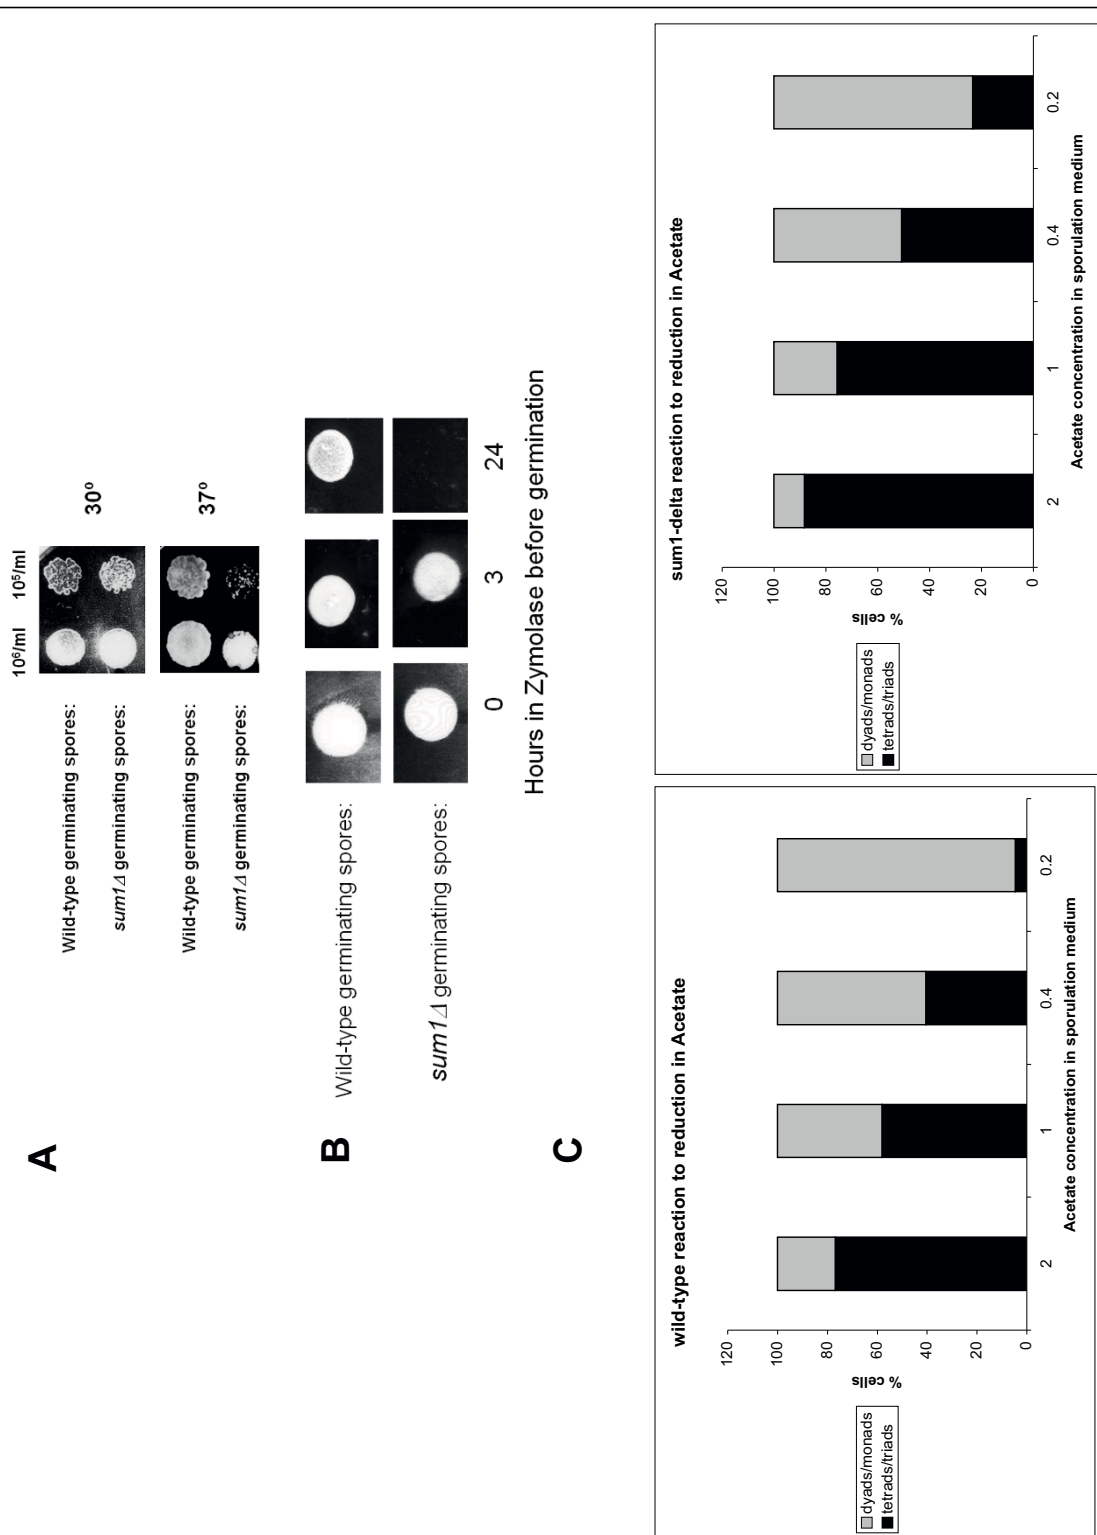 A
10⁶/ml 10⁵/ml
Wild-type germinating spores:
sum1Δ germinating spores:
30º
Wild-type germinating spores:
sum1Δ germinating spores:
37º
B
Wild-type germinating spores:
sum1Δ germinating spores:
0 3 24
Hours in Zymolase before germination
C
wild-type reaction to reduction in Acetate
dyads/monads
tetrads/triads
% cells
120
100
80
60
40
20
0
2 1 0.4 0.2
Acetate concentration in sporulation medium
sum1-delta reaction to reduction in Acetate
dyads/monads
tetrads/triads
% cells
120
100
80
60
40
20
0
2 1 0.4 0.2
Acetate concentration in sporulation medium